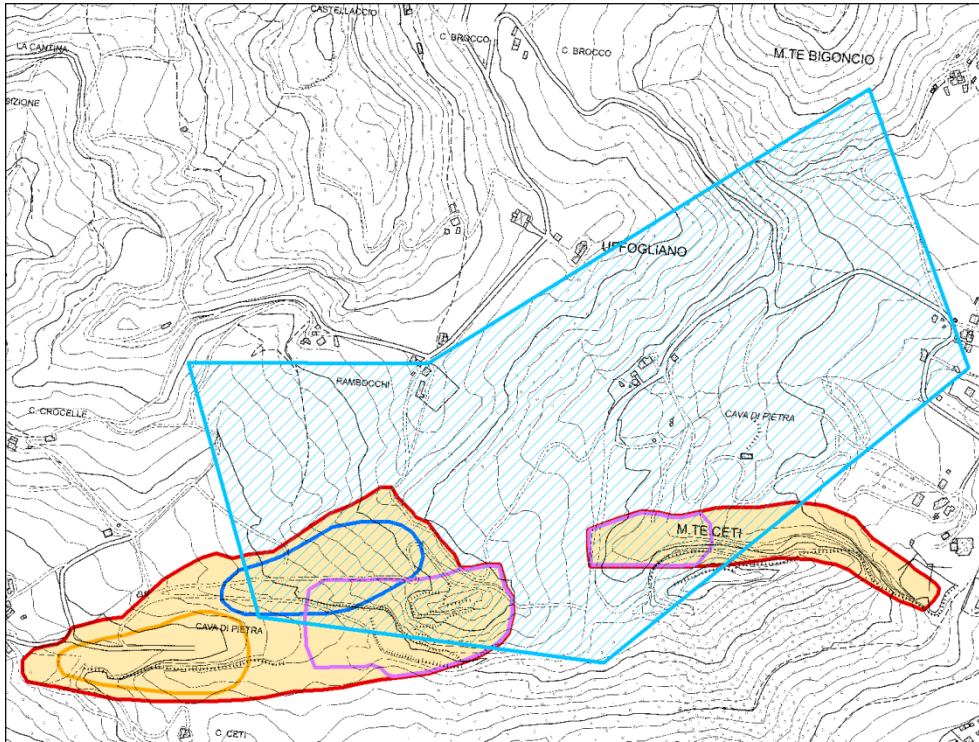 CASTELLACCIO
C. BROCCO
C. BROCCO
LA CANTINA
M.TE BIGONCIO
UFFOGLIANO
RAMBOCCHI
C. CROCELLE
CAVA DI PIETRA
M.TE CETI
CAVA DI PIETRA
C. CETI